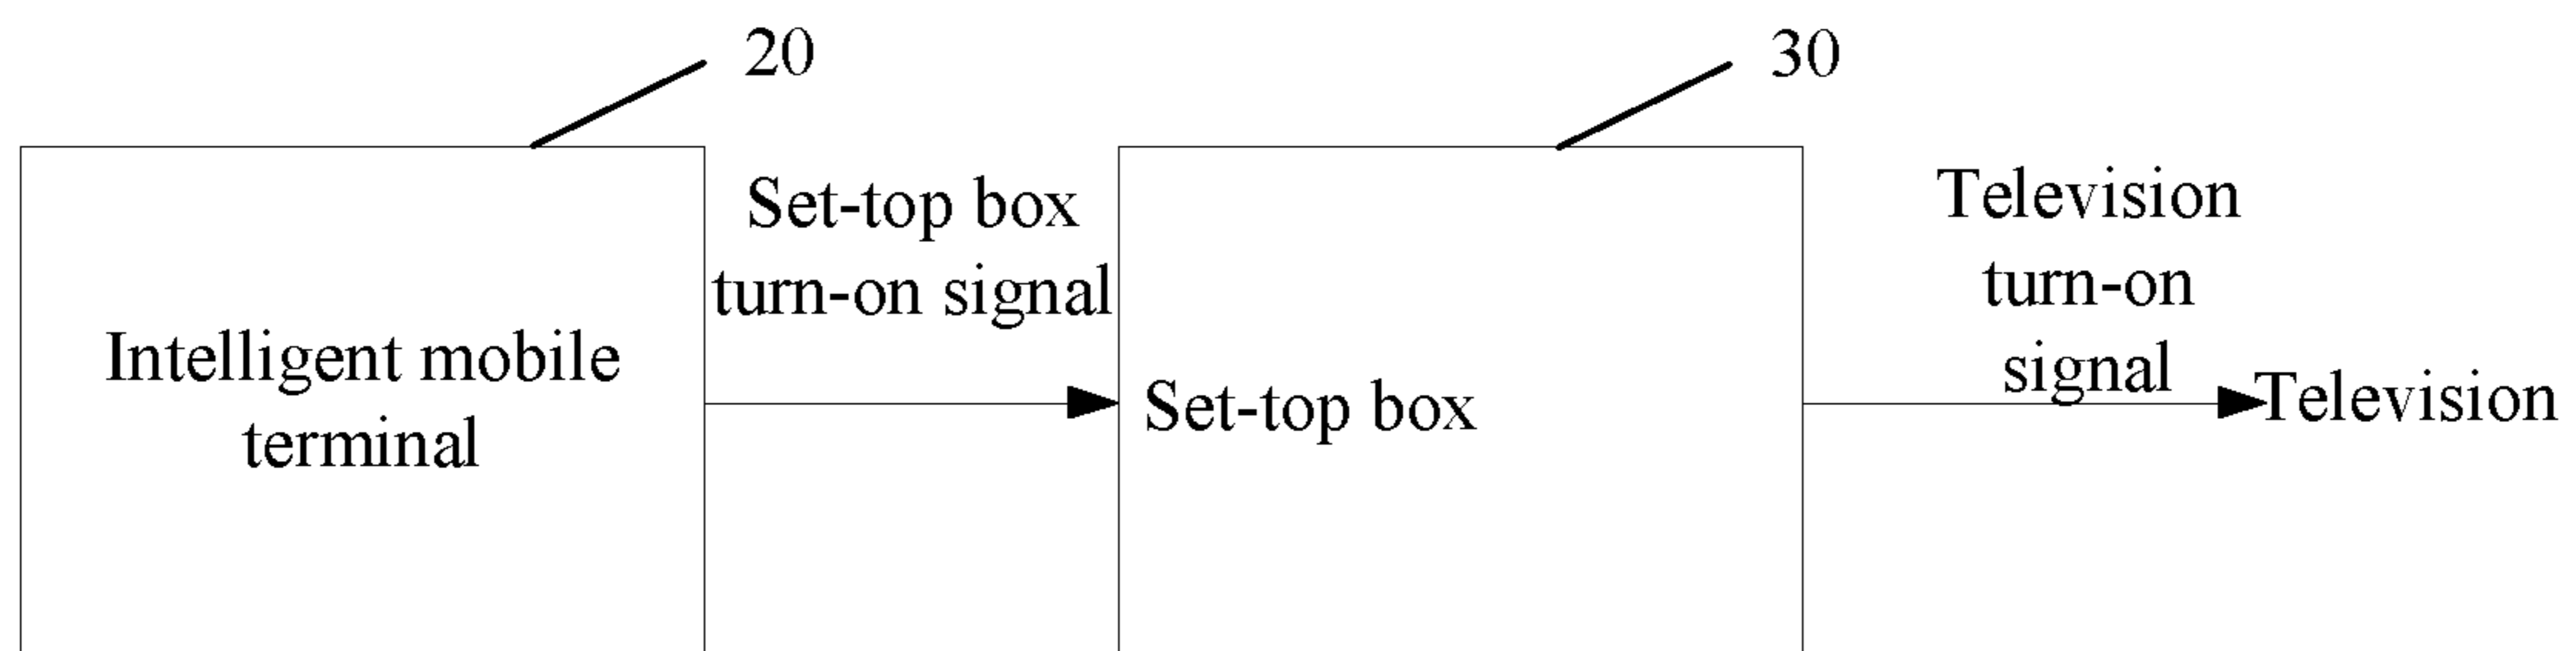 20
30
Intelligent mobile
terminal
Set-top box
turn-on signal
Set-top box
Television
turn-on
signal
Television